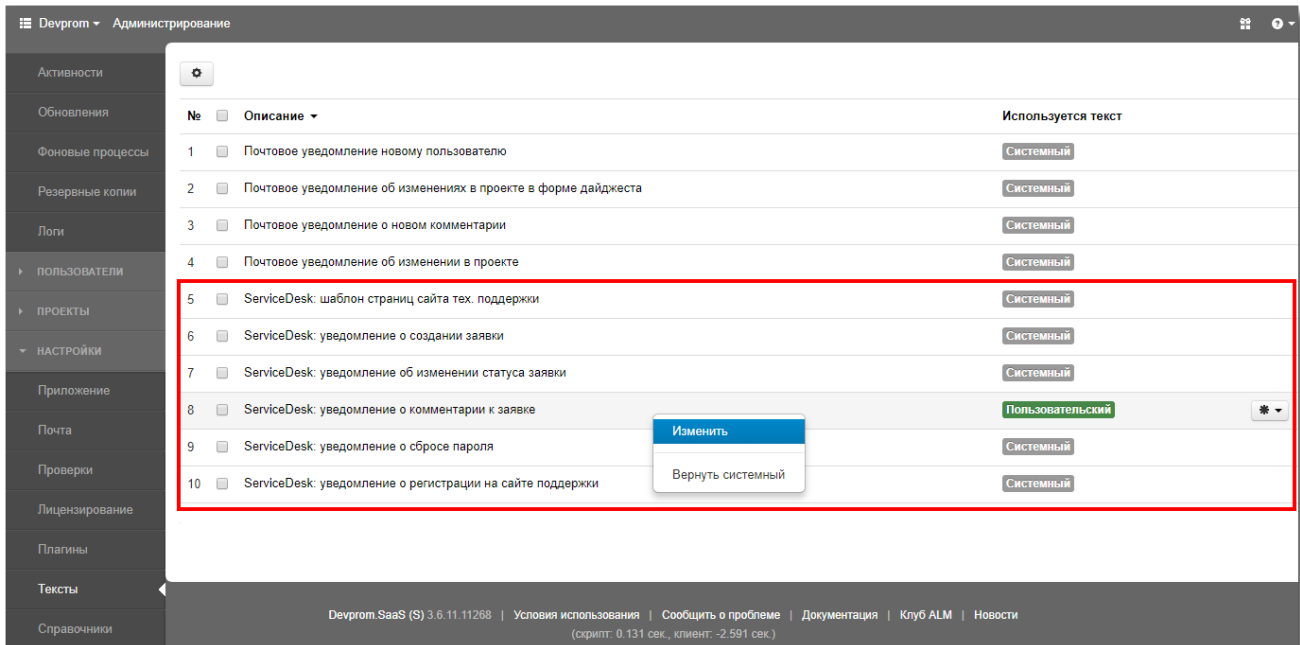 Devprom Администрирование
Активности
Обновления
Фоновые процессы
Резервные копии
Логи
ПОЛЬЗОВАТЕЛИ
ПРОЕКТЫ
НАСТРОЙКИ
Приложение
Почта
Проверки
Лицензирование
Плагины
Тексты
Справочники
№ Описание Используется текст
1 Почтовое уведомление новому пользователю Системный
2 Почтовое уведомление об изменениях в проекте в форме дайджеста Системный
3 Почтовое уведомление о новом комментарии Системный
4 Почтовое уведомление об изменении в проекте Системный
5 ServiceDesk: шаблон страниц сайта тех. поддержки Системный
6 ServiceDesk: уведомление о создании заявки Системный
7 ServiceDesk: уведомление об изменении статуса заявки Системный
8 ServiceDesk: уведомление о комментарии к заявке Пользовательский
9 ServiceDesk: уведомление о сбросе пароля Системный
10 ServiceDesk: уведомление о регистрации на сайте поддержки Системный
Изменить
Вернуть системный
Devprom.SaaS (S) 3.6.11.11268 | Условия использования | Сообщить о проблеме | Документация | Клуб ALM | Новости
(скрипт: 0.131 сек., клиент: -2.591 сек.)